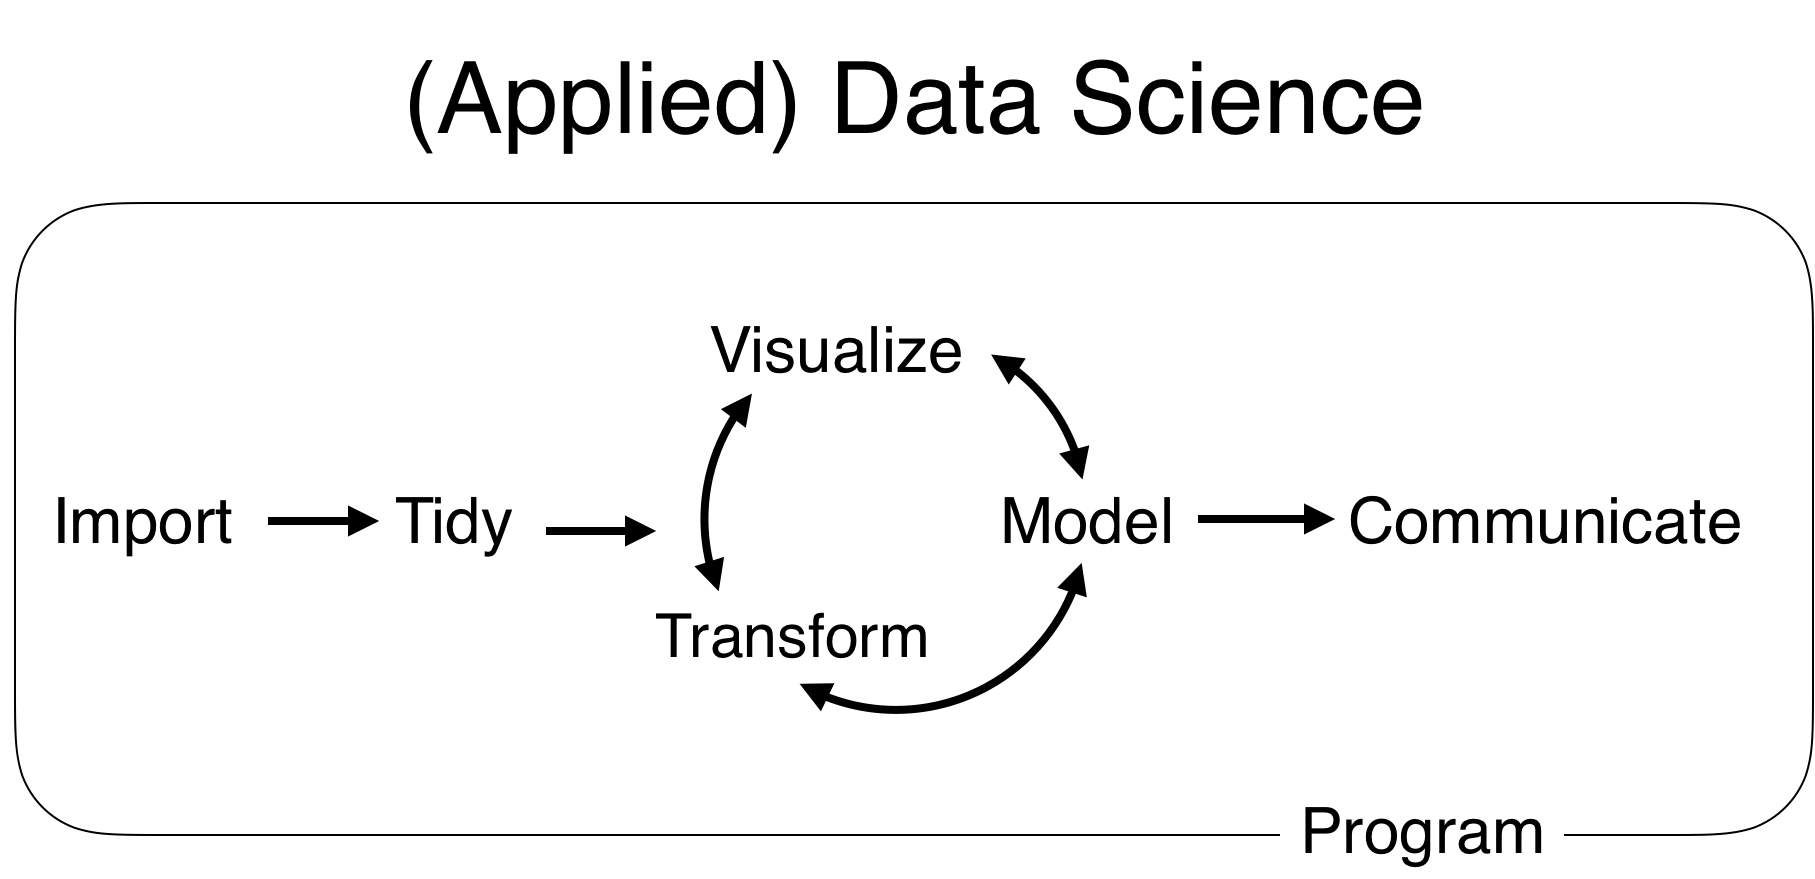 (Applied) Data Science
Visualize
Import
Tidy
Model
Communicate
Transform
Program